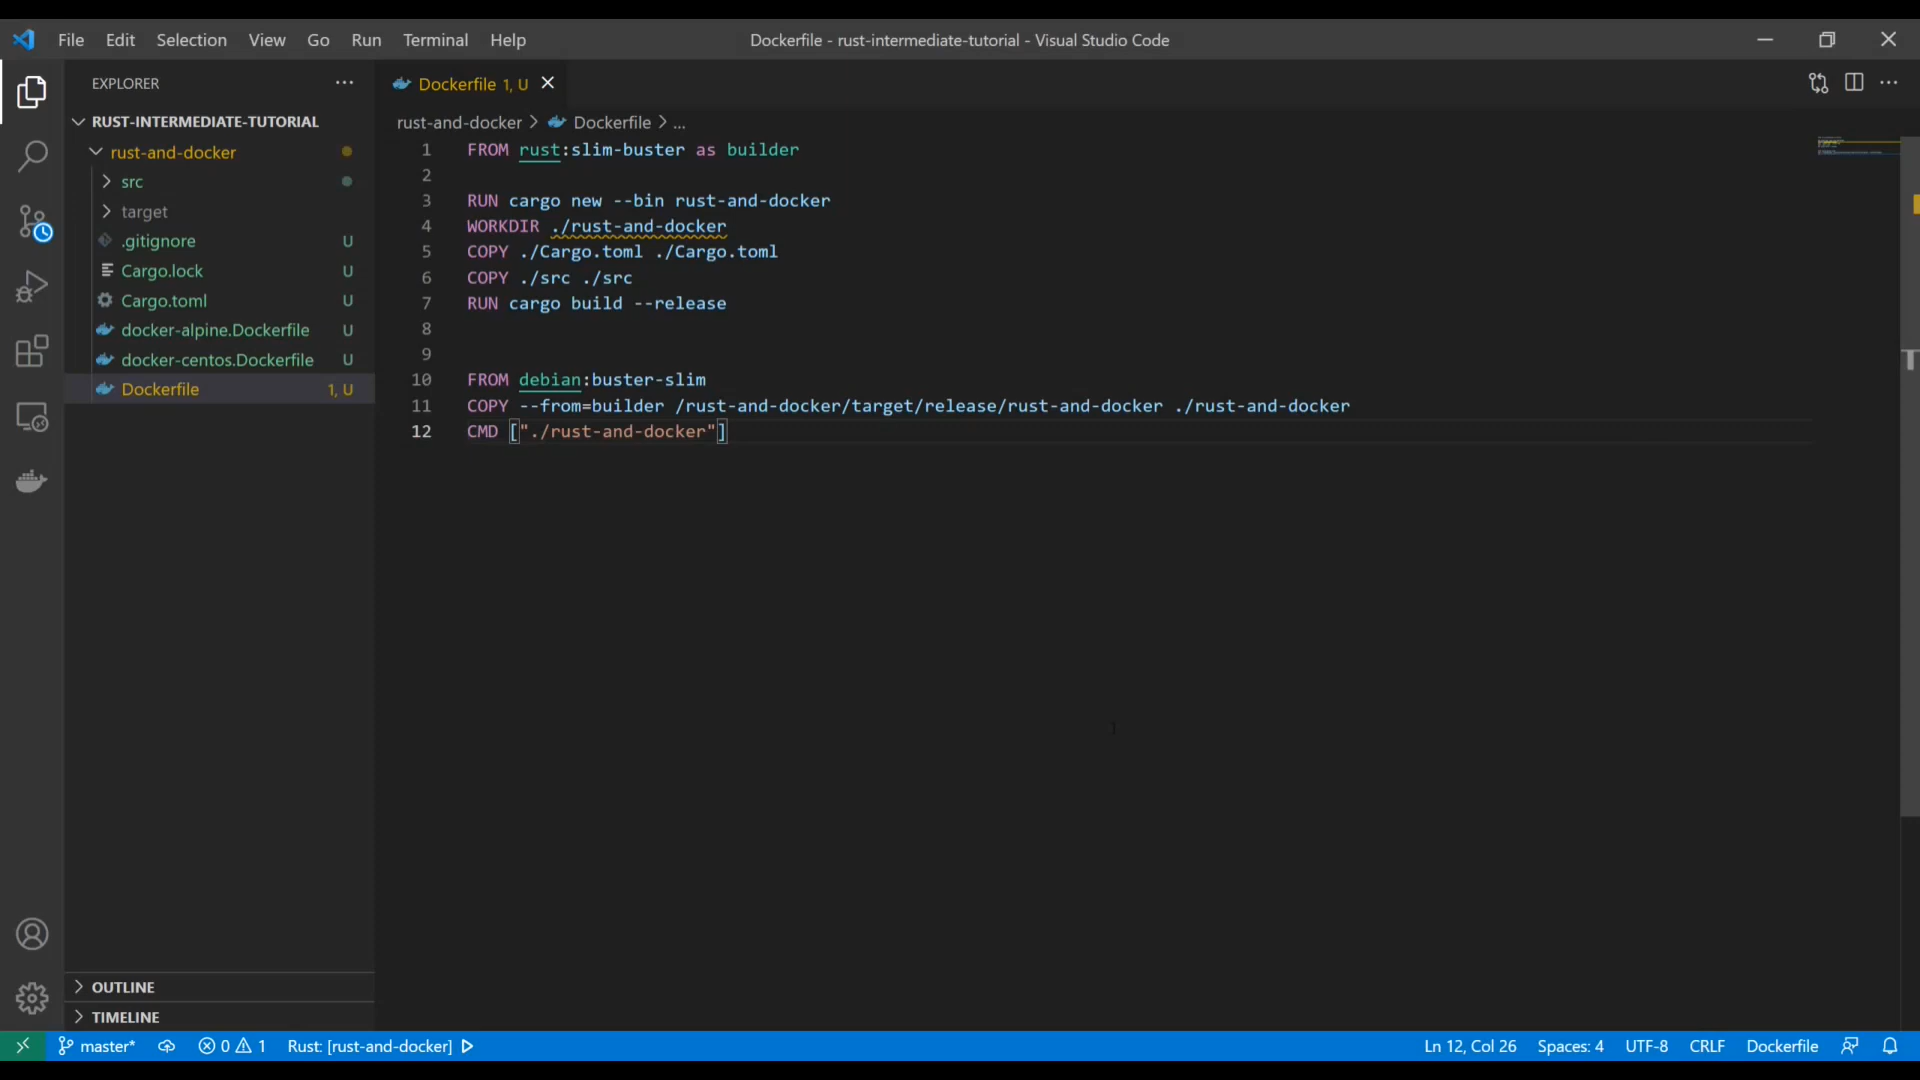 File Edit Selection View Go Run Terminal Help
Dockerfile - rust-intermediate-tutorial - Visual Studio Code
EXPLORER
RUST-INTERMEDIATE-TUTORIAL
rust-and-docker
src
target
.gitignore U
Cargo.lock U
Cargo.toml U
docker-alpine.Dockerfile U
docker-centos.Dockerfile U
Dockerfile 1, U
OUTLINE
TIMELINE
Dockerfile 1, U
rust-and-docker > Dockerfile > ...
1 FROM rust:slim-buster as builder
2
3 RUN cargo new --bin rust-and-docker
4 WORKDIR ./rust-and-docker
5 COPY ./Cargo.toml ./Cargo.toml
6 COPY ./src ./src
7 RUN cargo build --release
8
9
10 FROM debian:buster-slim
11 COPY --from=builder /rust-and-docker/target/release/rust-and-docker ./rust-and-docker
12 CMD ["./rust-and-docker"]
master* 0 1 Rust: [rust-and-docker]
Ln 12, Col 26 Spaces: 4 UTF-8 CRLF Dockerfile